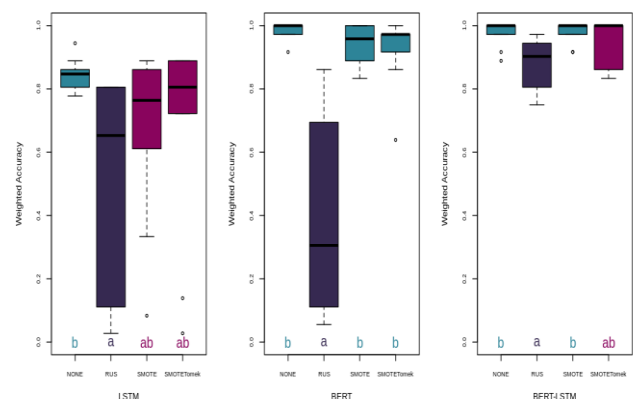 1.0
0.8
0.6
0.4
0.2
0.0
Weighted Accuracy
b a ab ab
NONE RUS SMOTE SMOTETomek
LSTM
1.0
0.8
0.6
0.4
0.2
0.0
Weighted Accuracy
b a b b
NONE RUS SMOTE SMOTETomek
BERT
1.0
0.8
0.6
0.4
0.2
0.0
Weighted Accuracy
b a b ab
NONE RUS SMOTE SMOTETomek
BERT-LSTM